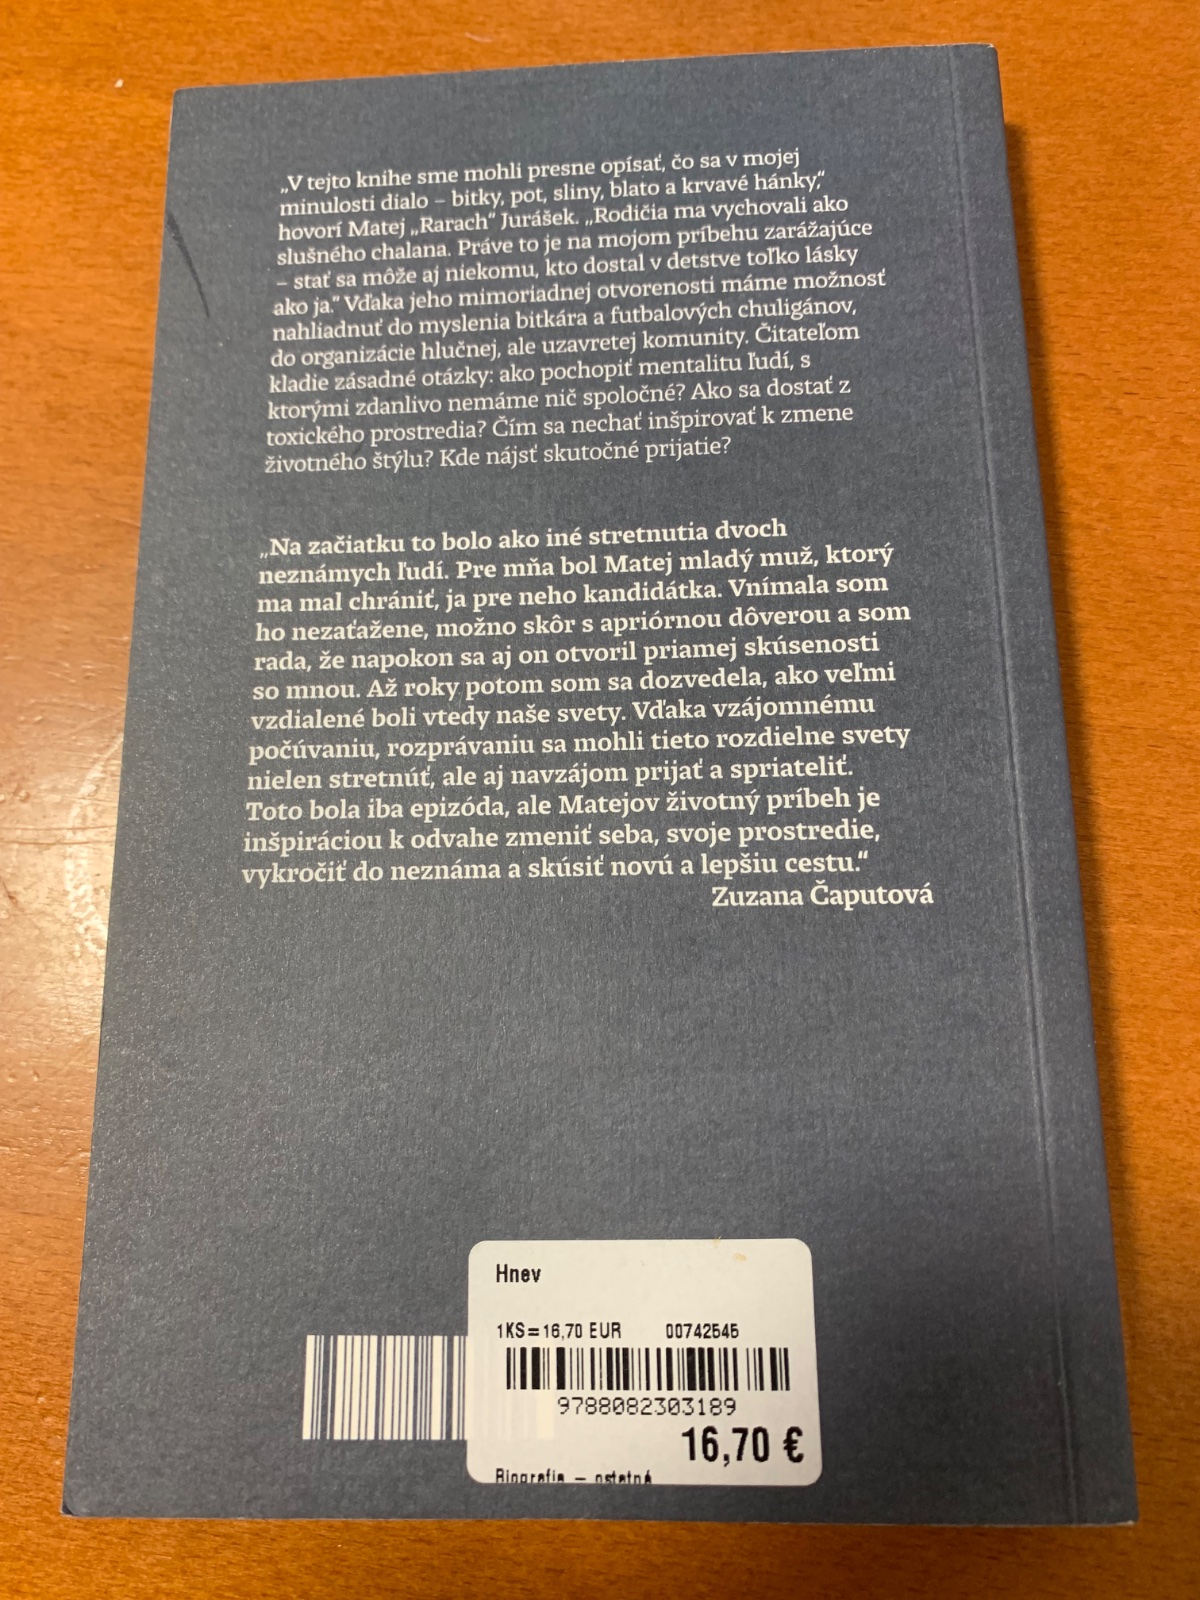 „V tejto knihe sme mohli presne opísať, čo sa v mojej
minulosti dialo – bitky, pot, sliny, blato a krvavé hánky,“
hovorí Matej „Rarach“ Jurášek. „Rodičia ma vychovali ako
slušného chalana. Práve to je na mojom príbehu zarážajúce
– stať sa môže aj niekomu, kto dostal v detstve toľko lásky
ako ja.“ Vďaka jeho mimoriadnej otvorenosti máme možnosť
nahliadnuť do myslenia bitkára a futbalových chuligánov,
do organizácie hlučnej, ale uzavretej komunity. Čitateľom
kladie zásadné otázky: ako pochopiť mentalitu ľudí, s
ktorými zdanlivo nemáme nič spoločné? Ako sa dostať z
toxického prostredia? Čím sa nechať inšpirovať k zmene
životného štýlu? Kde nájsť skutočné prijatie?
„Na začiatku to bolo ako iné stretnutia dvoch
neznámych ľudí. Pre mňa bol Matej mladý muž, ktorý
ma mal chrániť, ja pre neho kandidátka. Vnímala som
ho nezaťažene, možno skôr s apriórnou dôverou a som
rada, že napokon sa aj on otvoril priamej skúsenosti
so mnou. Až roky potom som sa dozvedela, ako veľmi
vzdialené boli vtedy naše svety. Vďaka vzájomnému
počúvaniu, rozprávaniu sa mohli tieto rozdielne svety
nielen stretnúť, ale aj navzájom prijať a spriateliť.
Toto bola iba epizóda, ale Matejov životný príbeh je
inšpiráciou k odvahe zmeniť seba, svoje prostredie,
vykročiť do neznáma a skúsiť novú a lepšiu cestu.“
Zuzana Čaputová
Hnev
1KS=16,70 EUR 00742545
9788082303189
16,70 €
Biografie – ostatné